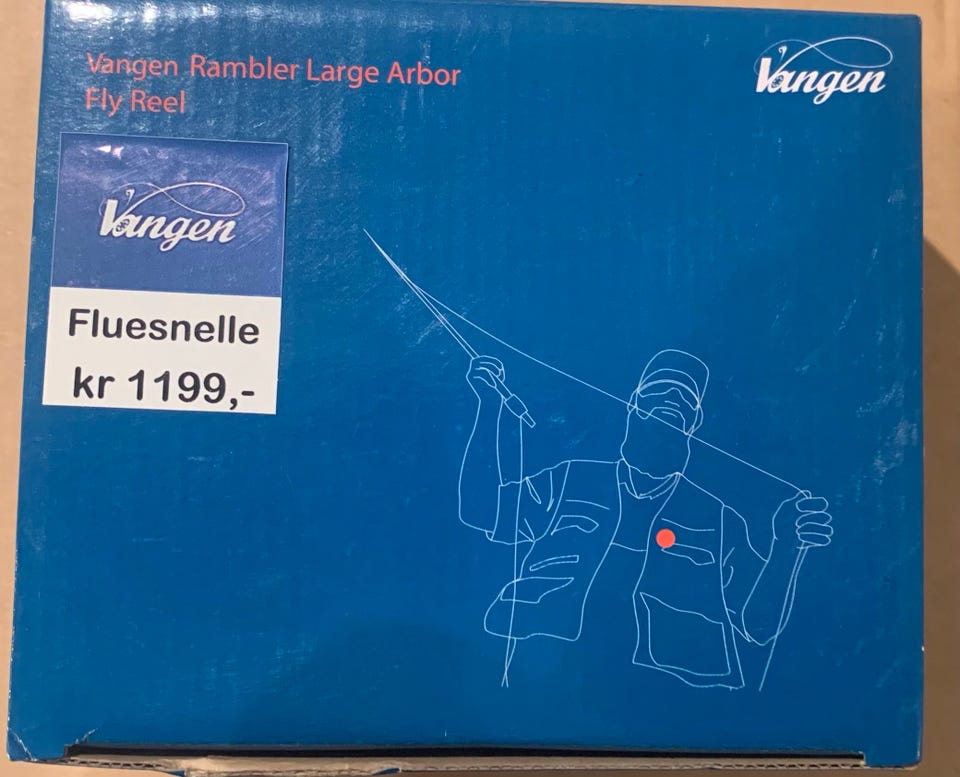 Vangen Rambler Large Arbor
Fly Reel
Vangen
Vangen
Fluesnelle
kr 1199,-